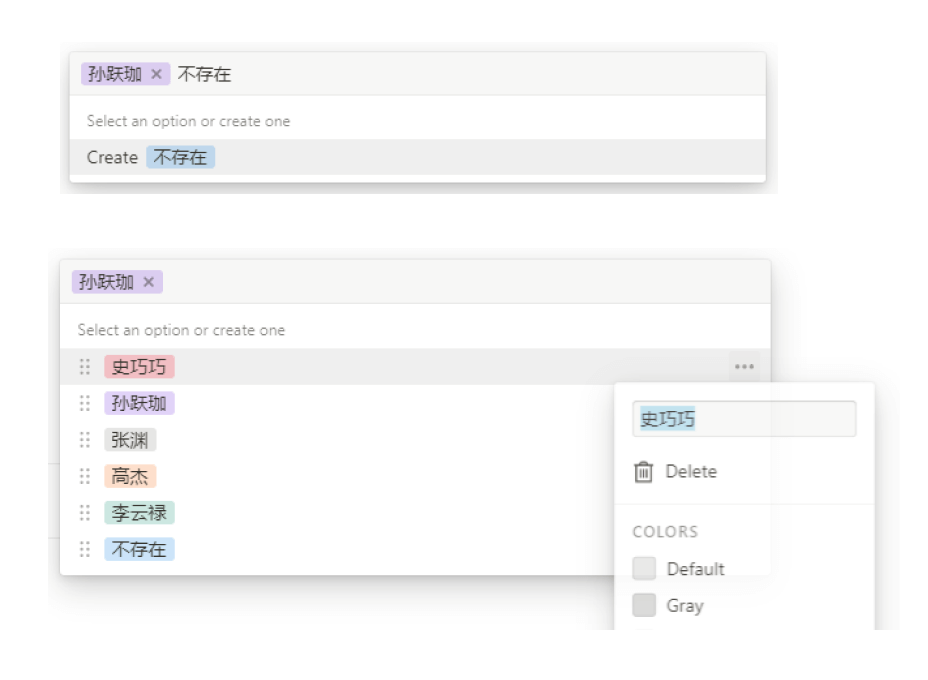 孙跃珈 × 不存在
Select an option or create one
Create 不存在
孙跃珈 ×
Select an option or create one
史巧巧
孙跃珈
张渊
高杰
李云禄
不存在
史巧巧
Delete
COLORS
Default
Gray